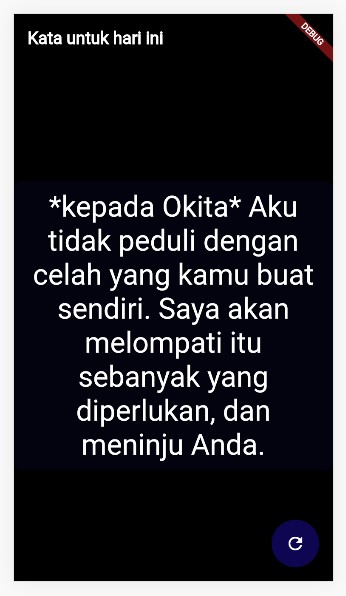 Kata untuk hari ini
DEBUG
*kepada Okita* Aku
tidak peduli dengan
celah yang kamu buat
sendiri. Saya akan
melompati itu
sebanyak yang
diperlukan, dan
meninju Anda.